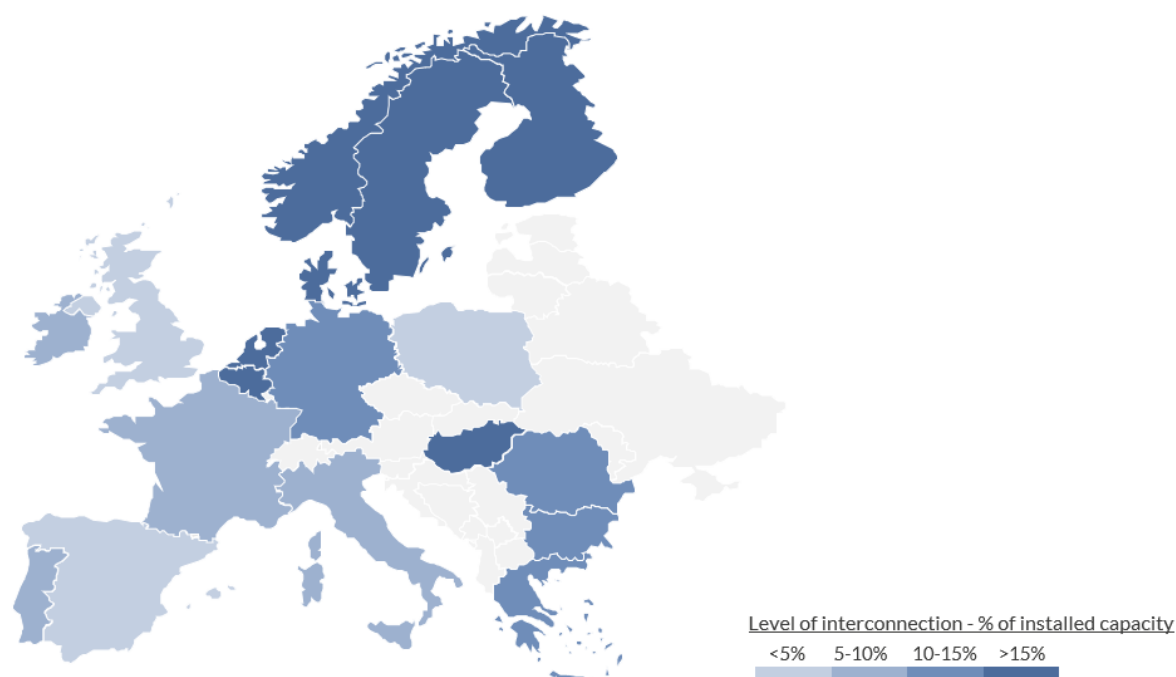 Level of interconnection - % of installed capacity
<5% 5-10% 10-15% >15%